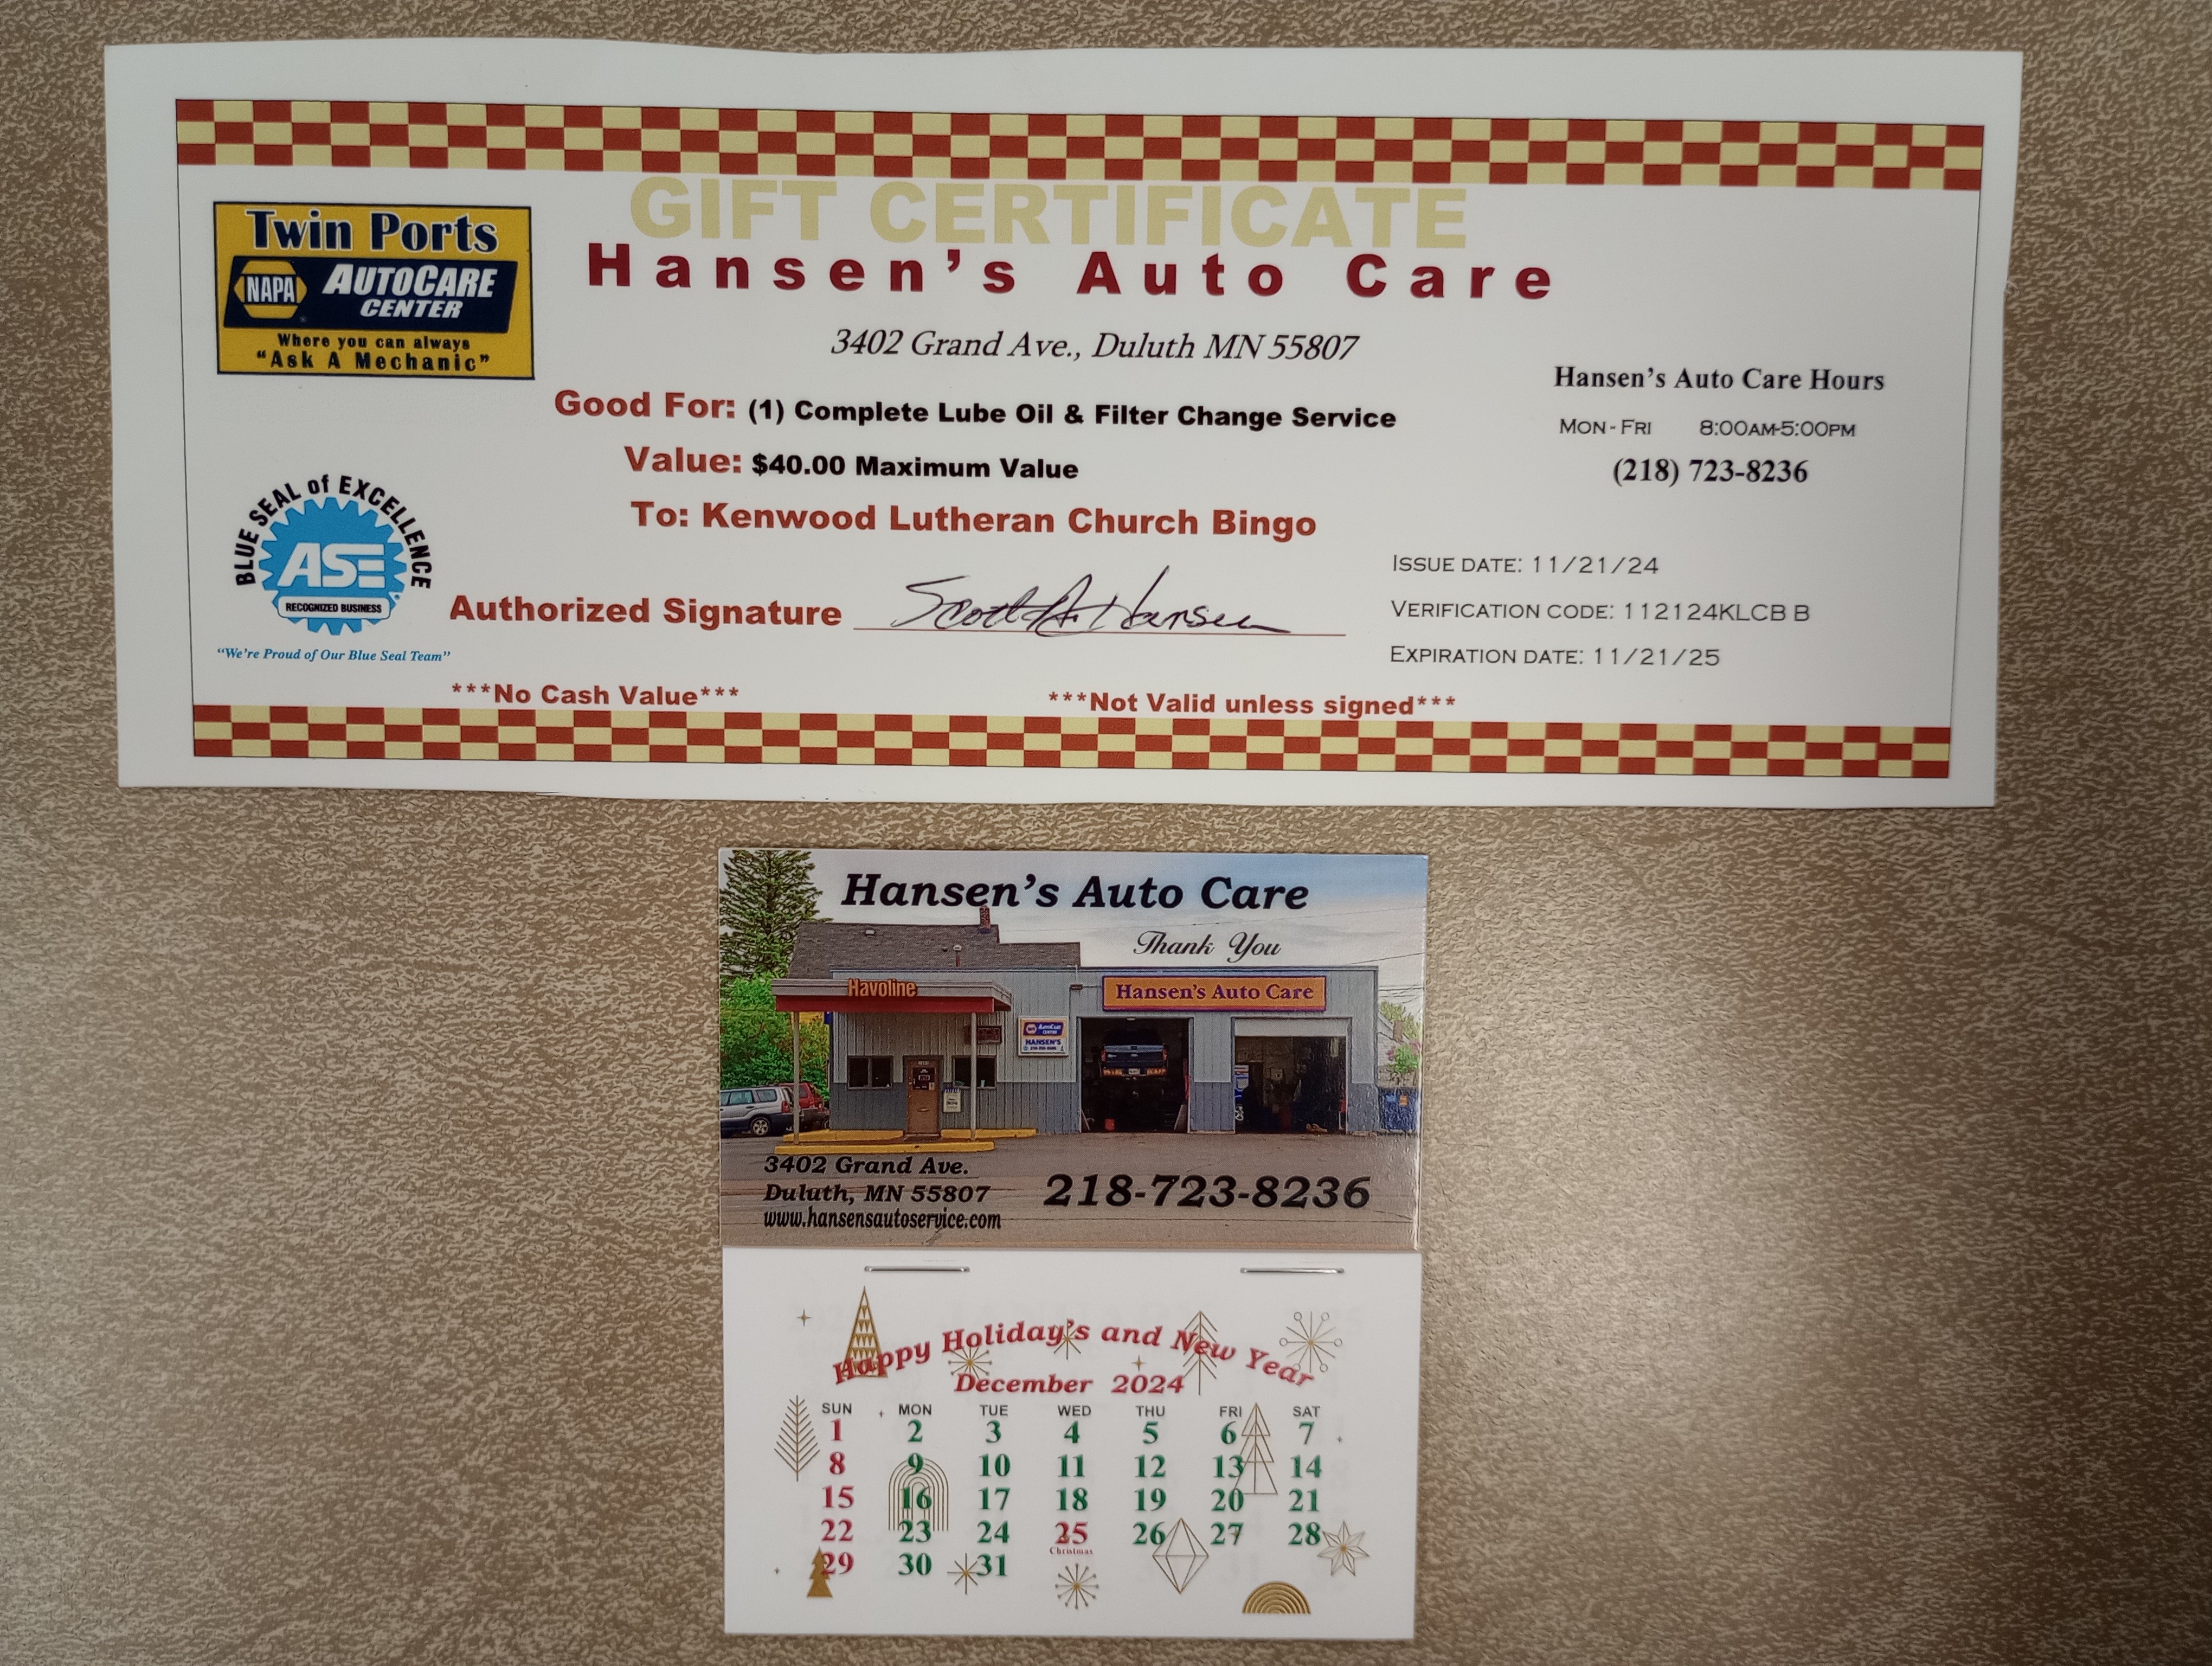 GIFT CERTIFICATE
Hansen's Auto Care
3402 Grand Ave., Duluth MN 55807
Twin Ports
NAPA AUTOCARE CENTER
Where you can always
"Ask A Mechanic"
Good For: (1) Complete Lube Oil & Filter Change Service
Value: $40.00 Maximum Value
To: Kenwood Lutheran Church Bingo
Hansen's Auto Care Hours
MON - FRI 8:00AM-5:00PM
(218) 723-8236
BLUE SEAL of EXCELLENCE
ASE
RECOGNIZED BUSINESS
"We're Proud of Our Blue Seal Team"
Authorized Signature Scott A Hansen
ISSUE DATE: 11/21/24
VERIFICATION CODE: 112124KLCB B
EXPIRATION DATE: 11/21/25
***No Cash Value*** ***Not Valid unless signed***
Hansen's Auto Care
Thank You
Havoline
Hansen's Auto Care
NAPA AUTOCARE CENTER
HANSEN'S
3402 Grand Ave.
Duluth, MN 55807
www.hansensautoservice.com
218-723-8236
Happy Holiday's and New Year
December 2024
SUN MON TUE WED THU FRI SAT
1 2 3 4 5 6 7
8 9 10 11 12 13 14
15 16 17 18 19 20 21
22 23 24 25 26 27 28
Christmas
29 30 31